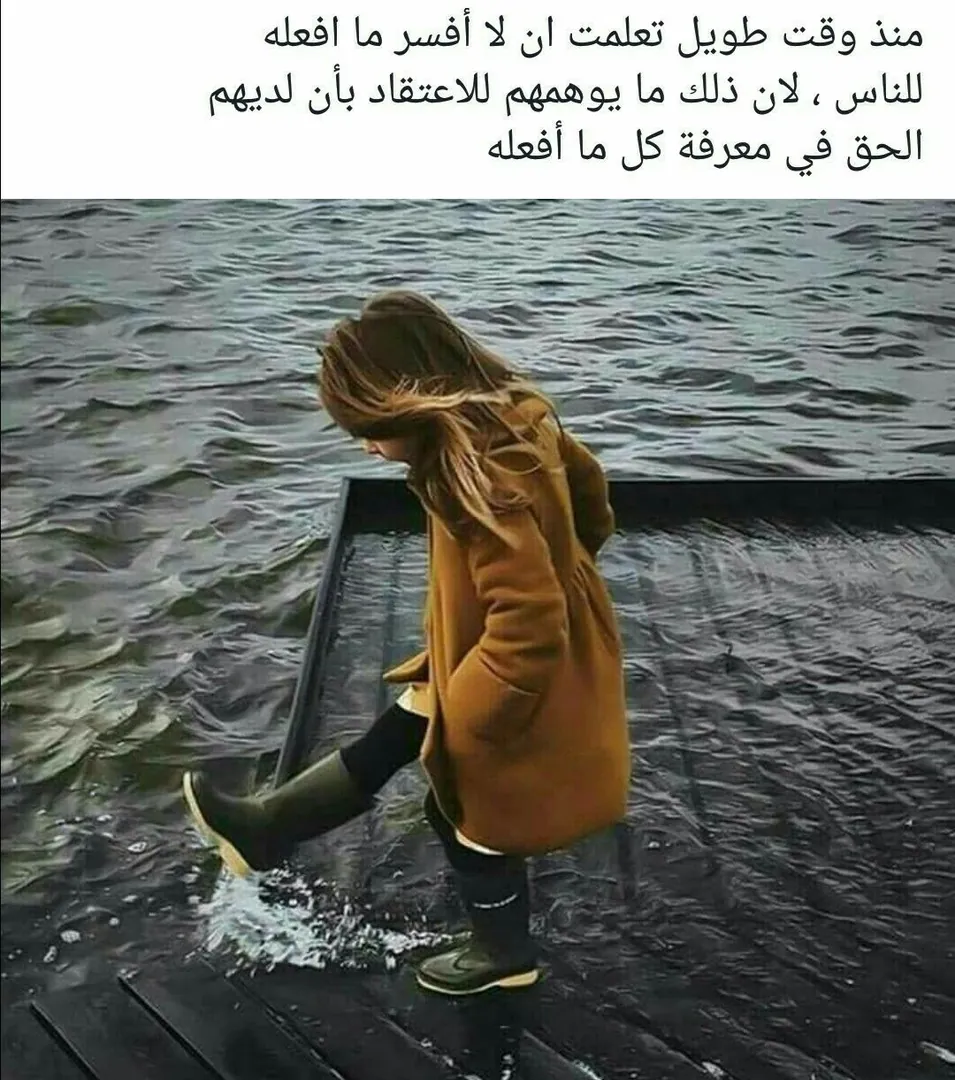 منذ وقت طويل تعلمت ان لا أفسر ما افعله
للناس ، لان ذلك ما يوهمهم للاعتقاد بأن لديهم
الحق في معرفة كل ما أفعله